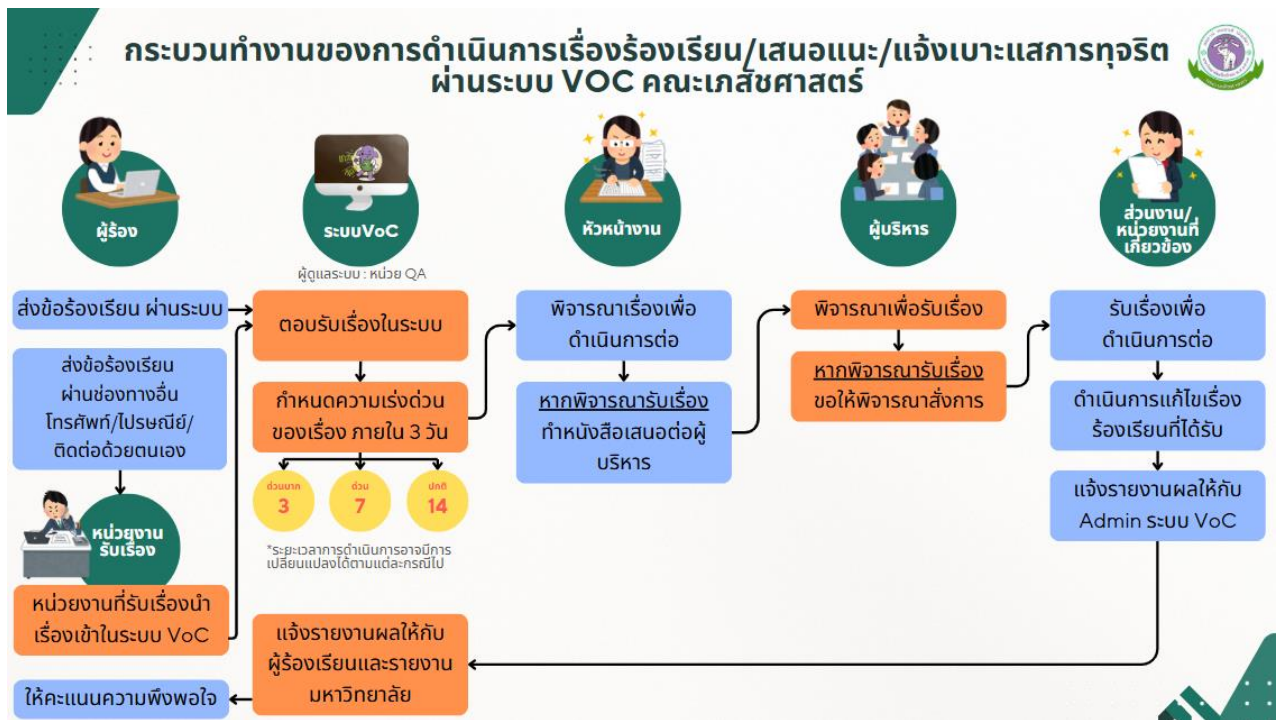 กระบวนทำงานของการดำเนินการเรื่องร้องเรียน/เสนอแนะ/แจ้งเบาะแสการทุจริต
ผ่านระบบ VOC คณะเภสัชศาสตร์
ผู้ร้อง
ระบบVoC
ผู้ดูแลระบบ : หน่วย QA
หัวหน้างาน
ผู้บริหาร
ส่วนงาน/
หน่วยงานที่
เกี่ยวข้อง
ส่งข้อร้องเรียน ผ่านระบบ
ส่งข้อร้องเรียน
ผ่านช่องทางอื่น
โทรศัพท์/ไปรษณีย์/
ติดต่อด้วยตนเอง
หน่วยงาน
รับเรื่อง
หน่วยงานที่รับเรื่องนำ
เรื่องเข้าในระบบ VoC
ให้คะแนนความพึงพอใจ
ตอบรับเรื่องในระบบ
กำหนดความเร่งด่วน
ของเรื่อง ภายใน 3 วัน
ด่วนมาก
3
ด่วน
7
ปกติ
14
*ระยะเวลาการดำเนินการอาจมีการ
เปลี่ยนแปลงได้ตามแต่ละกรณีไป
แจ้งรายงานผลให้กับ
ผู้ร้องเรียนและรายงาน
มหาวิทยาลัย
พิจารณาเรื่องเพื่อ
ดำเนินการต่อ
หากพิจารณารับเรื่อง
ทำหนังสือเสนอต่อผู้
บริหาร
พิจารณาเพื่อรับเรื่อง
หากพิจารณารับเรื่อง
ขอให้พิจารณาสั่งการ
รับเรื่องเพื่อ
ดำเนินการต่อ
ดำเนินการแก้ไขเรื่อง
ร้องเรียนที่ได้รับ
แจ้งรายงานผลให้กับ
Admin ระบบ VoC